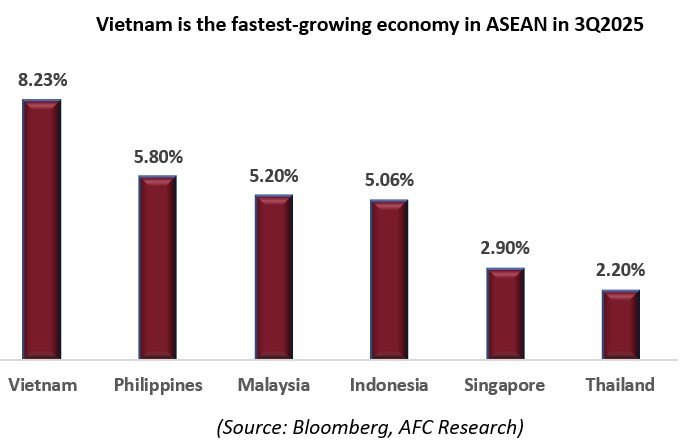 Vietnam is the fastest-growing economy in ASEAN in 3Q2025
8.23%
5.80%
5.20%
5.06%
2.90%
2.20%
Vietnam
Philippines
Malaysia
Indonesia
Singapore
Thailand
(Source: Bloomberg, AFC Research)